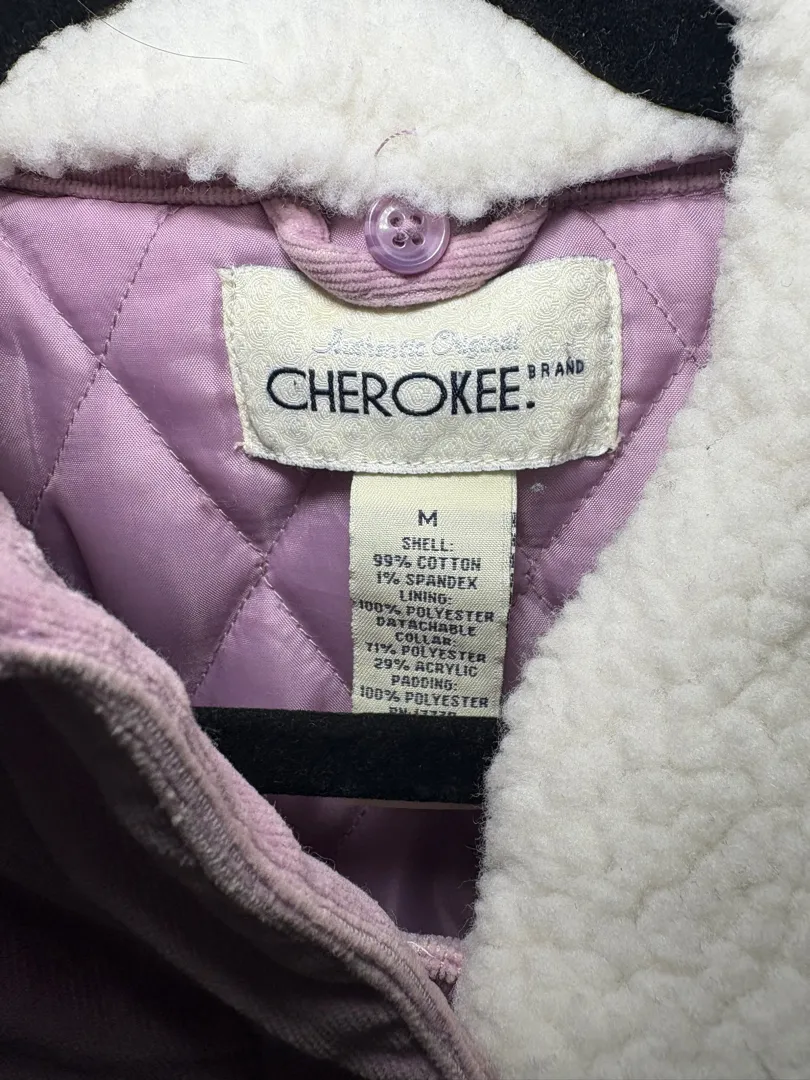 Authentic Original
CHEROKEE. BRAND
M
SHELL:
99% COTTON
1% SPANDEX
LINING:
100% POLYESTER
DATACHABLE
COLLAR:
71% POLYESTER
29% ACRYLIC
PADDING:
100% POLYESTER